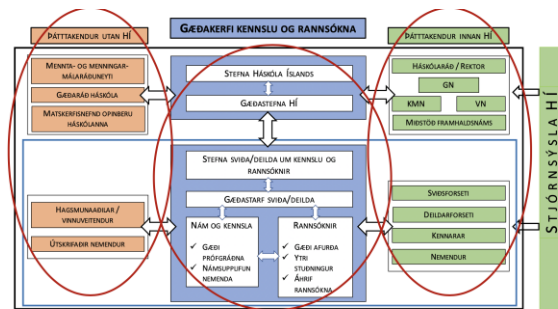 ÞÁTTTAKENDUR UTAN HÍ
GÆÐAKERFI KENNSLU OG RANNSÓKNA
ÞÁTTTAKENDUR INNAN HÍ
MENNTA- OG MENNINGAR-
MÁLARÁÐUNEYTI
GÆÐARÁÐ HÁSKÓLA
MATSKERFISNEFND OPINBERU
HÁSKÓLANNA
STEFNA HÁSKÓLA ÍSLANDS
GÆÐASTEFNA HÍ
HÁSKÓLARÁÐ / REKTOR
GN
KMN
VN
MIÐSTÖÐ FRAMHALDSNÁMS
HAGSMUNAAÐILAR /
VINNUVEITENDUR
ÚTSKRIFAÐIR NEMENDUR
STEFNA SVIÐA/DEILDA UM KENNSLU OG
RANNSÓKNIR
GÆÐASTARF SVIÐA/DEILDA
NÁM OG KENNSLA
✓ GÆÐI
PRÓFGRÁÐNA
✓ NÁMSUPPLIFUN
NEMENDA
RANNSÓKNIR
✓ GÆÐI AFURÐA
✓ YTRI
STUDNINGUR
✓ ÁHRIF
RANNSÓKNA
SVIÐSFORSETI
DEILDARFORSETI
KENNARAR
NEMENDUR
STJÓRNSÝSLA HÍ